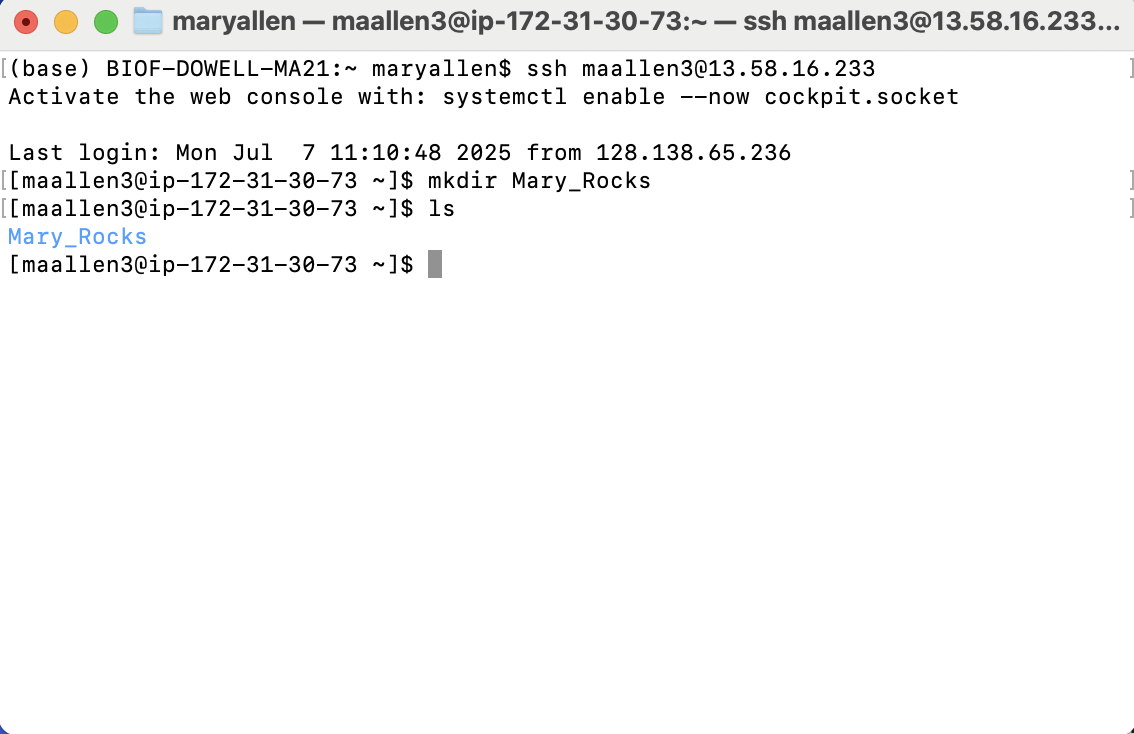 maryallen — maallen3@ip-172-31-30-73:~ — ssh maallen3@13.58.16.233...
[(base) BIOF-DOWELL-MA21:~ maryallen$ ssh maallen3@13.58.16.233 ]
Activate the web console with: systemctl enable --now cockpit.socket
Last login: Mon Jul  7 11:10:48 2025 from 128.138.65.236
[[maallen3@ip-172-31-30-73 ~]$ mkdir Mary_Rocks ]
[[maallen3@ip-172-31-30-73 ~]$ ls ]
Mary_Rocks
[maallen3@ip-172-31-30-73 ~]$